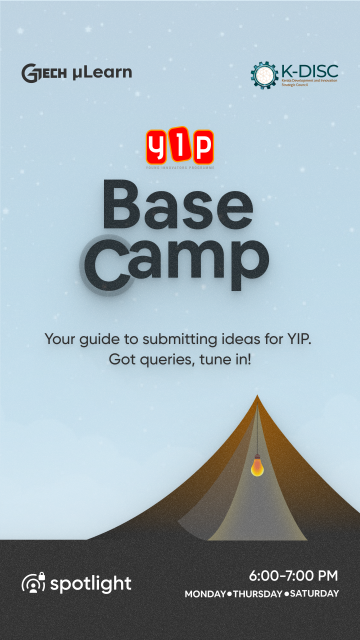 GTECH µLearn
K-DISC
Kerala Development and Innovation
Strategic Council
yip
YOUNG INNOVATORS PROGRAMME
Base
Camp
Your guide to submitting ideas for YIP.
Got queries, tune in!
spotlight
6:00-7:00 PM
MONDAY●THURSDAY●SATURDAY